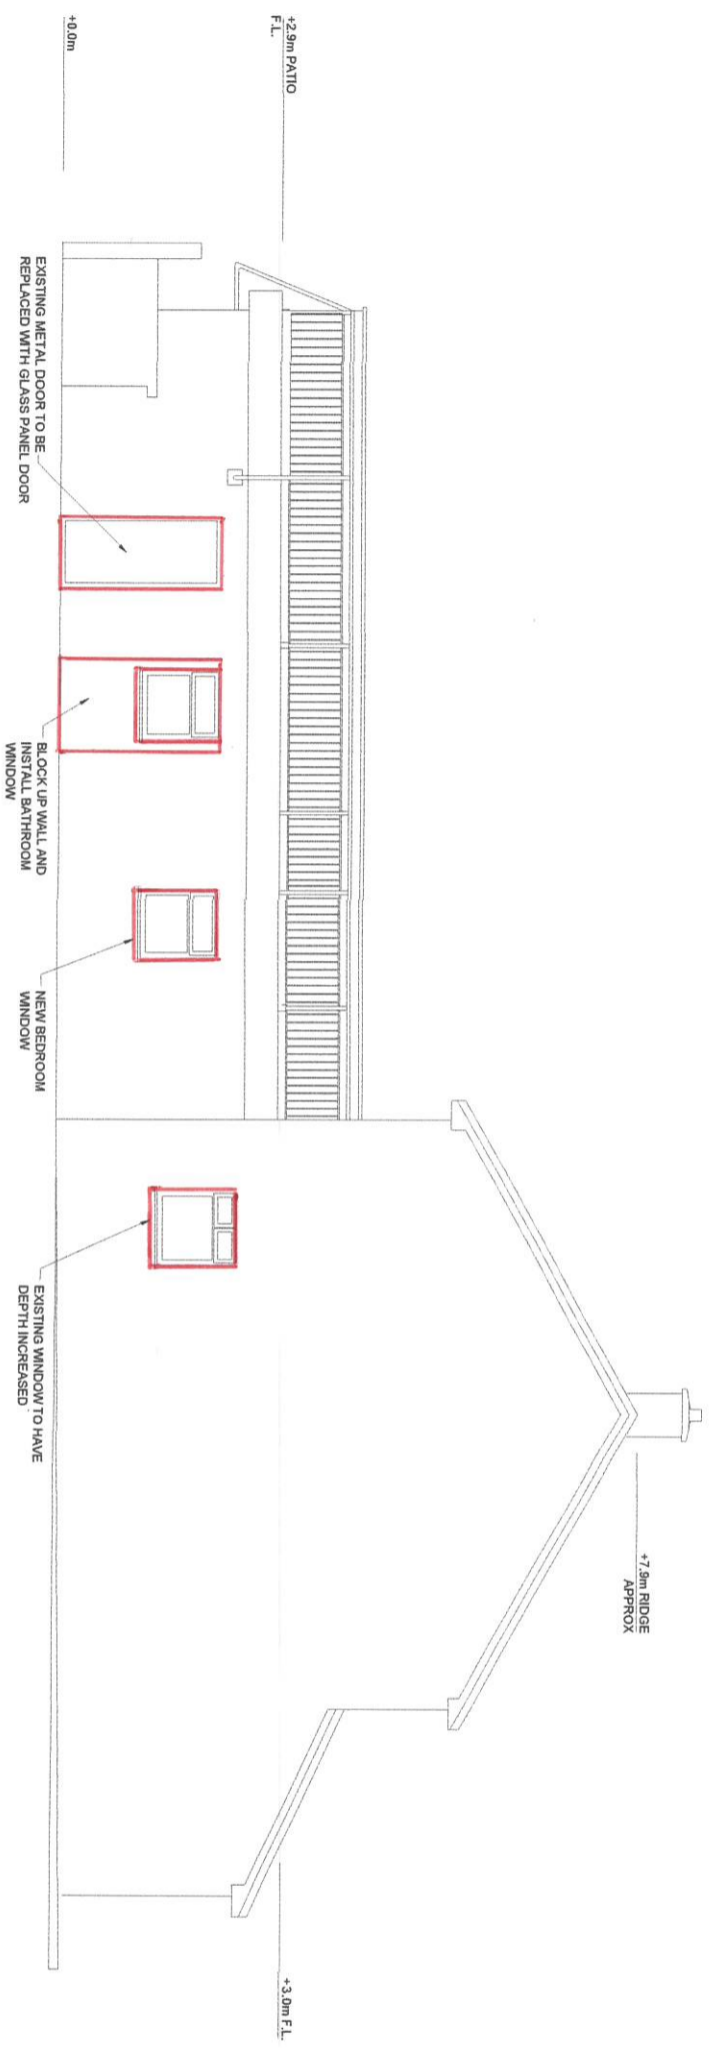 +7.9m RIDGE
APPROX
+2.9m PATIO
F.L.
+3.0m F.L.
+0.0m
EXISTING METAL DOOR TO BE
REPLACED WITH GLASS PANEL DOOR
BLOCK UP WALL AND
INSTALL BATHROOM
WINDOW
NEW BEDROOM
WINDOW
EXISTING WINDOW TO HAVE
DEPTH INCREASED